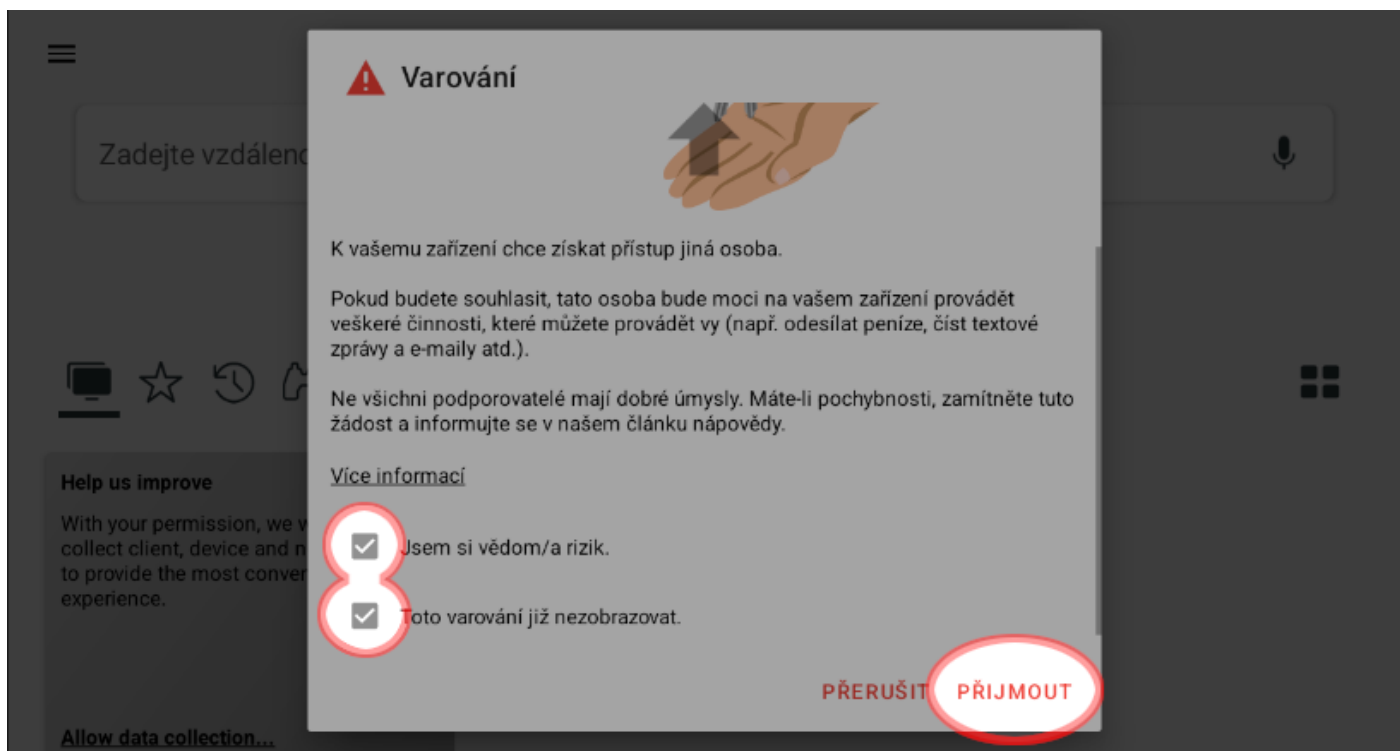 Varování
Zadejte vzdáleno
K vašemu zařízení chce získat přístup jiná osoba.
Pokud budete souhlasit, tato osoba bude moci na vašem zařízení provádět
veškeré činnosti, které můžete provádět vy (např. odesílat peníze, číst textové
zprávy a e-maily atd.).
Ne všichni podporovatelé mají dobré úmysly. Máte-li pochybnosti, zamítněte tuto
žádost a informujte se v našem článku nápovědy.
Více informací
Jsem si vědom/a rizik.
Toto varování již nezobrazovat.
PŘERUŠIT
PŘIJMOUT
Help us improve
With your permission, we
collect client, device and
to provide the most
experience.
Allow data collection...